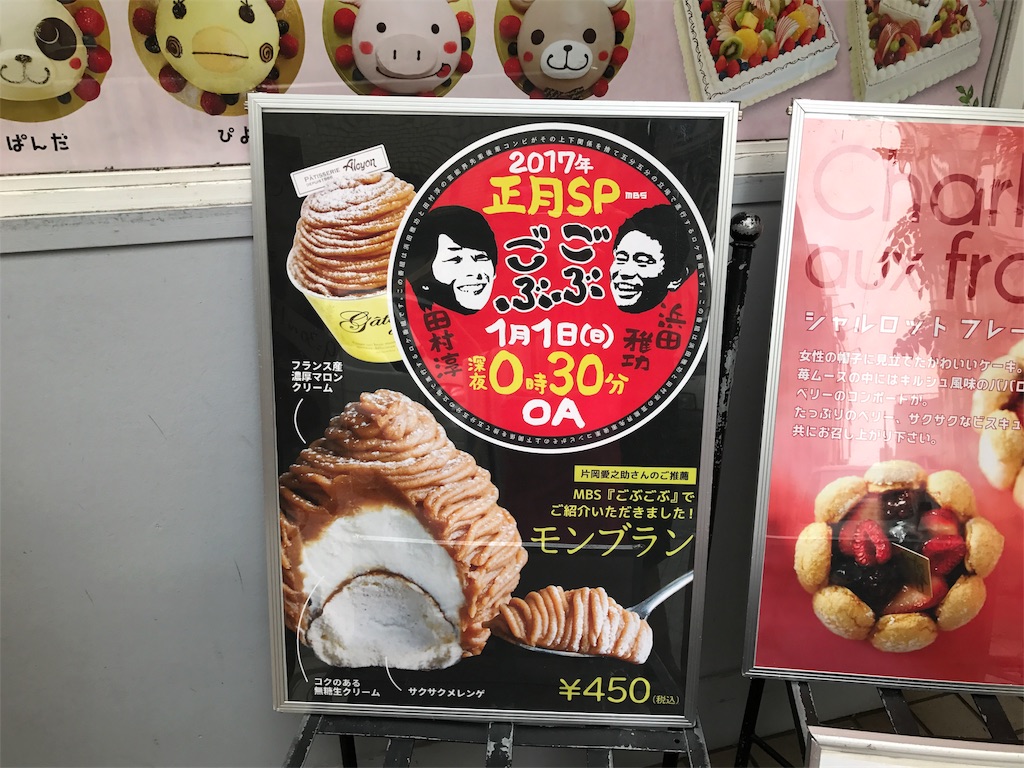 ぱんだ
ぴよ
PATISSERIE Alcyon
2017年
正月SP MBS
ごぶごぶ
田村淳
浜田雅功
1月1日(日)
深夜0時30分
OA
フランス産
濃厚マロン
クリーム
片岡愛之助さんのご推薦
MBS『ごぶごぶ』で
ご紹介いただきました!
モンブラン
コクのある
無糖生クリーム
サクサクメレンゲ
¥450(税込)
Char
aux fra
シャルロット フレー
女性の帽子に見立てたかわいいケーキ。
苺ムースの中にはキルシュ風味のババロ
ベリーのコンポートが。
たっぷりのベリー、サクサクなビスキュ
共にお召し上がり下さい。